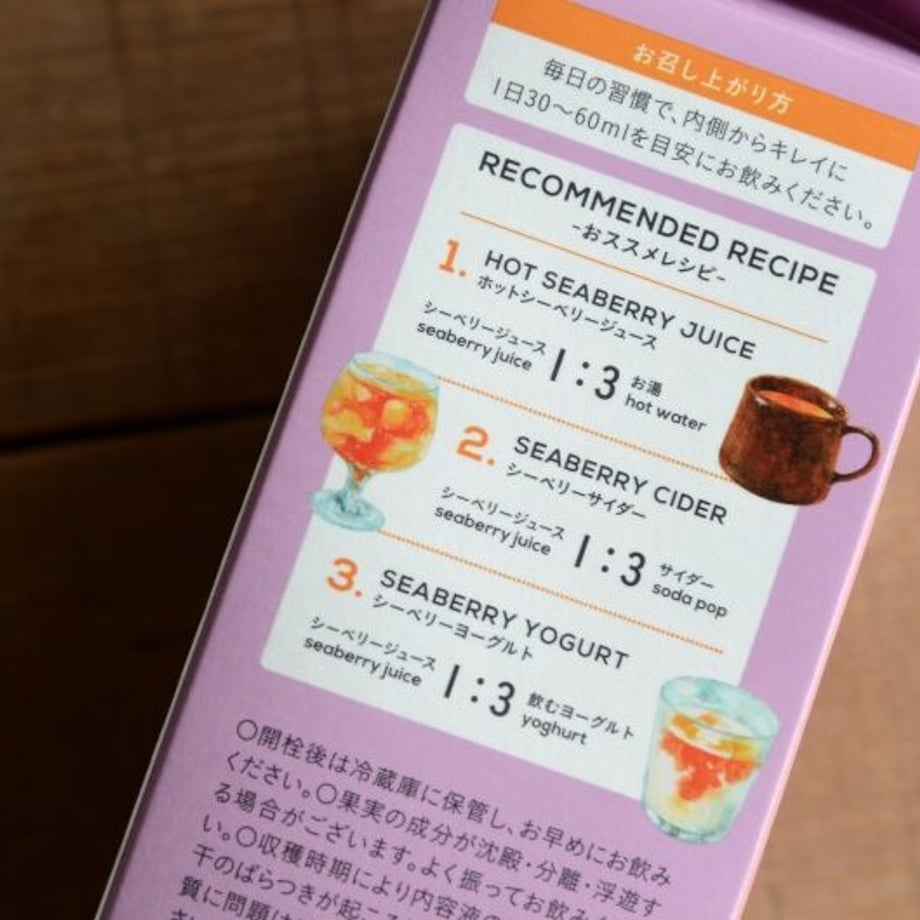 お召し上がり方
毎日の習慣で、内側からキレイに
1日30〜60mlを目安にお飲みください。
RECOMMENDED RECIPE
-おススメレシピ-
1. HOT SEABERRY JUICE
ホットシーベリージュース
シーベリージュース
seaberry juice
1:3
お湯
hot water
2. SEABERRY CIDER
シーベリーサイダー
シーベリージュース
seaberry juice
1:3
サイダー
soda pop
3. SEABERRY YOGURT
シーベリーヨーグルト
シーベリージュース
seaberry juice
1:3
飲むヨーグルト
yoghurt
〇開栓後は冷蔵庫に保管し、お早めにお飲み
ください。〇果実の成分が沈殿・分離・浮遊す
る場合がございます。よく振ってお飲み
い。〇収穫時期により内容液の
干のばらつきが起こ
質に問題は